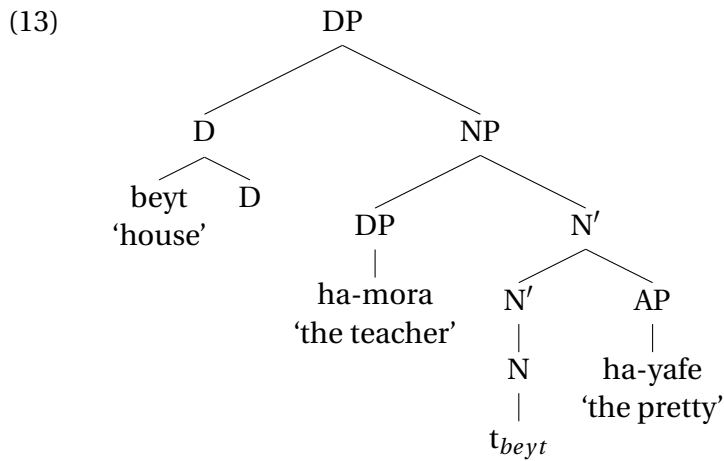 (13) DP
D NP
beyt D
‘house’
DP N′
ha-mora
‘the teacher’
N′ AP
N ha-yafe
‘the pretty’
t_beyt